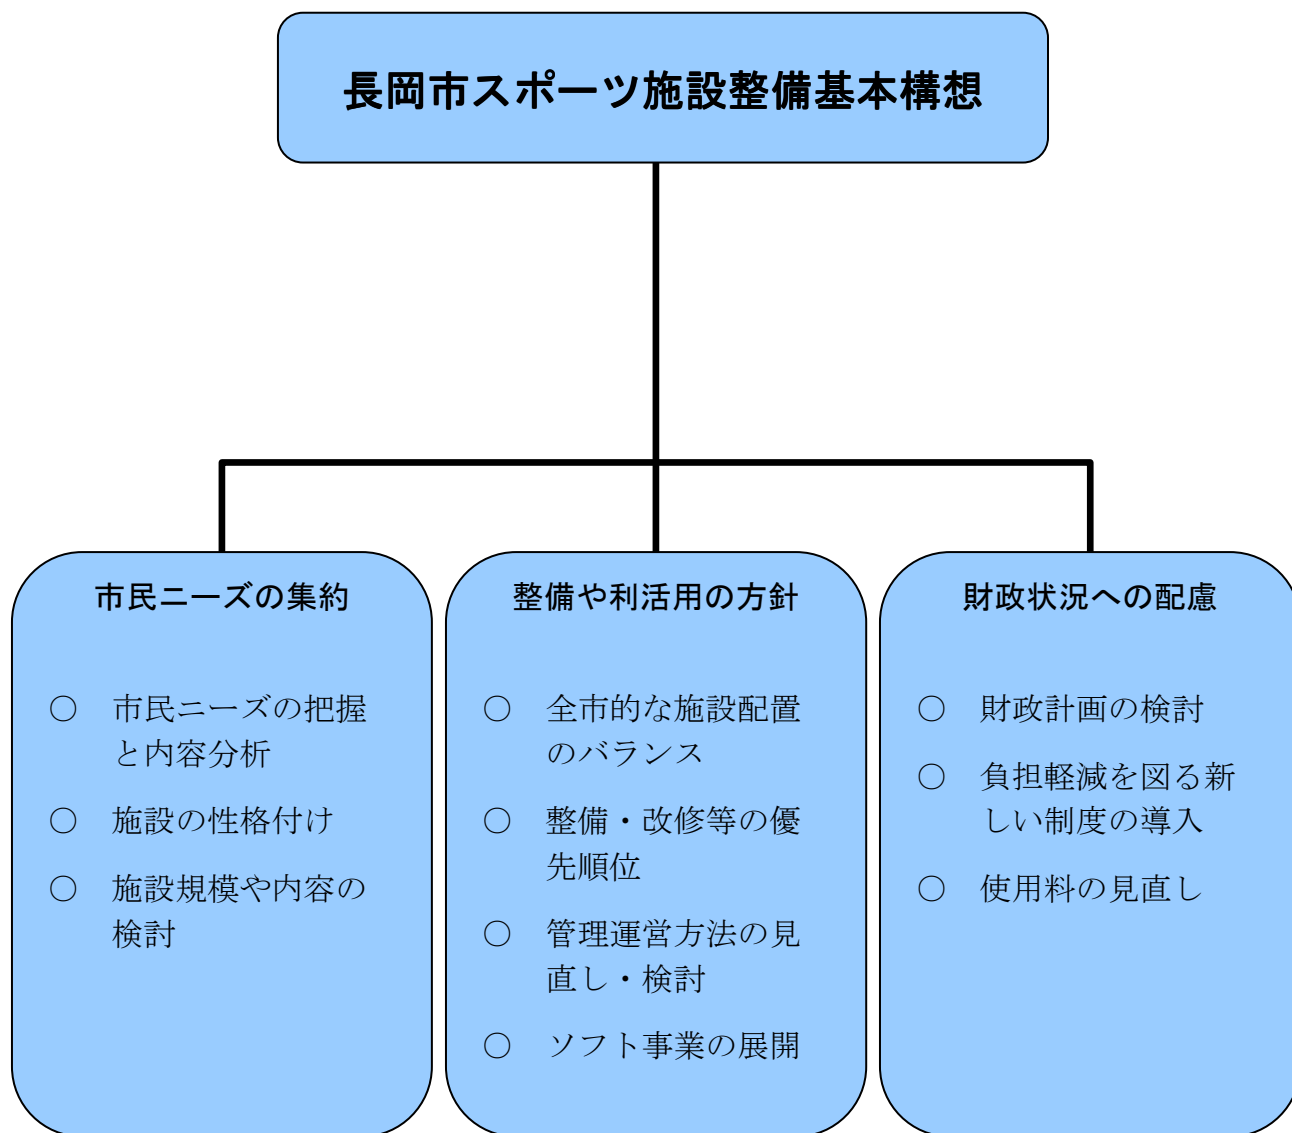 長岡市スポーツ施設整備基本構想
市民ニーズの集約
○ 市民ニーズの把握
と内容分析
○ 施設の性格付け
○ 施設規模や内容の
検討
整備や利活用の方針
○ 全市的な施設配置
のバランス
○ 整備・改修等の優
先順位
○ 管理運営方法の見
直し・検討
○ ソフト事業の展開
財政状況への配慮
○ 財政計画の検討
○ 負担軽減を図る新
しい制度の導入
○ 使用料の見直し